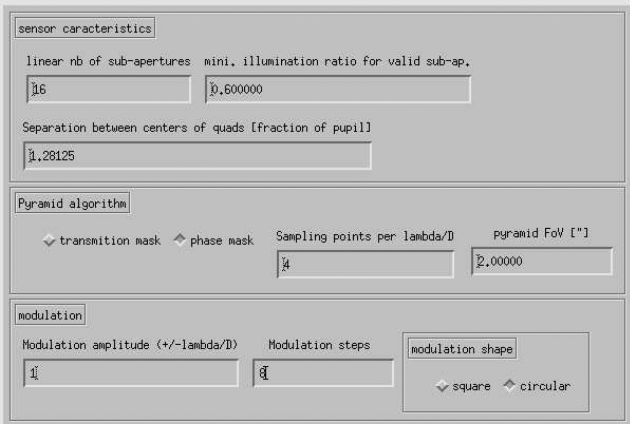 sensor caracteristics
linear nb of sub-apertures mini. illumination ratio for valid sub-ap.
16 0.600000
Separation between centers of quads [fraction of pupil]
1.28125
Pyramid algorithm
transmition mask phase mask Sampling points per lambda/D pyramid FoV ["]
4 2.00000
modulation
Modulation amplitude (+/-lambda/D) Modulation steps modulation shape
1 8
square circular